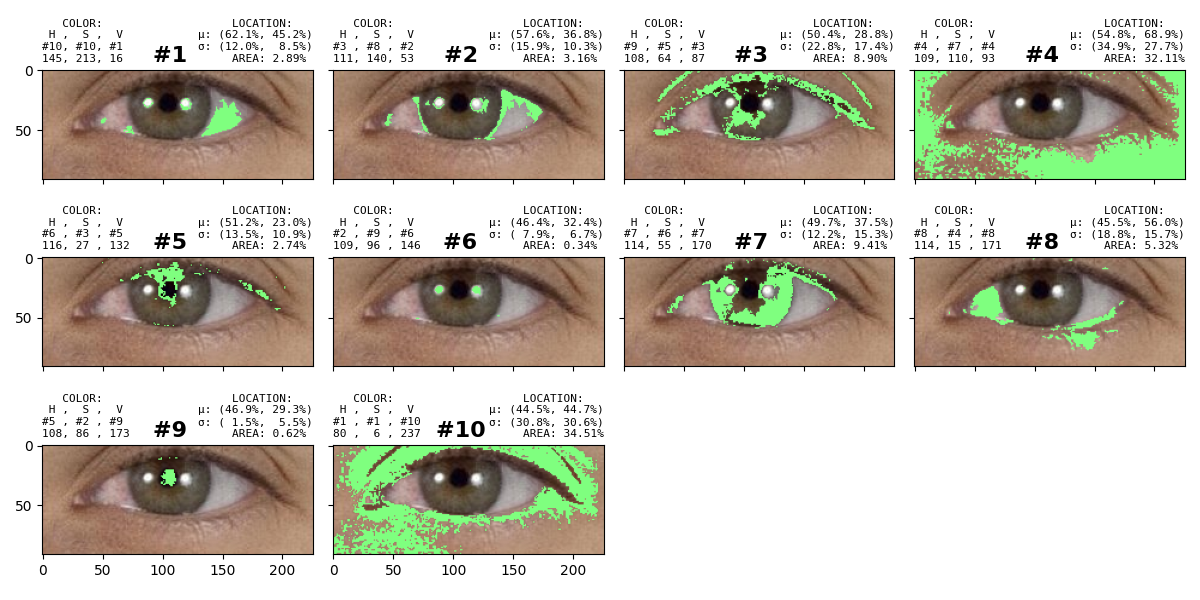 COLOR: LOCATION:
H , S , V μ: (62.1%, 45.2%)
#10, #10, #1 σ: (12.0%, 8.5%)
145, 213, 16 #1 AREA: 2.89%
COLOR: LOCATION:
H , S , V μ: (57.6%, 36.8%)
#3 , #8 , #2 σ: (15.9%, 10.3%)
111, 140, 53 #2 AREA: 3.16%
COLOR: LOCATION:
H , S , V μ: (50.4%, 28.8%)
#9 , #5 , #3 σ: (22.8%, 17.4%)
108, 64 , 87 #3 AREA: 8.90%
COLOR: LOCATION:
H , S , V μ: (54.8%, 68.9%)
#4 , #7 , #4 σ: (34.9%, 27.7%)
109, 110, 93 #4 AREA: 32.11%
0
50
COLOR: LOCATION:
H , S , V μ: (51.2%, 23.0%)
#6 , #3 , #5 σ: (13.5%, 10.9%)
116, 27 , 132 #5 AREA: 2.74%
COLOR: LOCATION:
H , S , V μ: (46.4%, 32.4%)
#2 , #9 , #6 σ: ( 7.9%, 6.7%)
109, 96 , 146 #6 AREA: 0.34%
COLOR: LOCATION:
H , S , V μ: (49.7%, 37.5%)
#7 , #6 , #7 σ: (12.2%, 15.3%)
114, 55 , 170 #7 AREA: 9.41%
COLOR: LOCATION:
H , S , V μ: (45.5%, 56.0%)
#8 , #4 , #8 σ: (18.8%, 15.7%)
114, 15 , 171 #8 AREA: 5.32%
0
50
COLOR: LOCATION:
H , S , V μ: (46.9%, 29.3%)
#5 , #2 , #9 σ: ( 1.5%, 5.5%)
108, 86 , 173 #9 AREA: 0.62%
COLOR: LOCATION:
H , S , V μ: (44.5%, 44.7%)
#1 , #1 , #10 σ: (30.8%, 30.6%)
80 , 6 , 237 #10 AREA: 34.51%
0
50
0 50 100 150 200
0 50 100 150 200